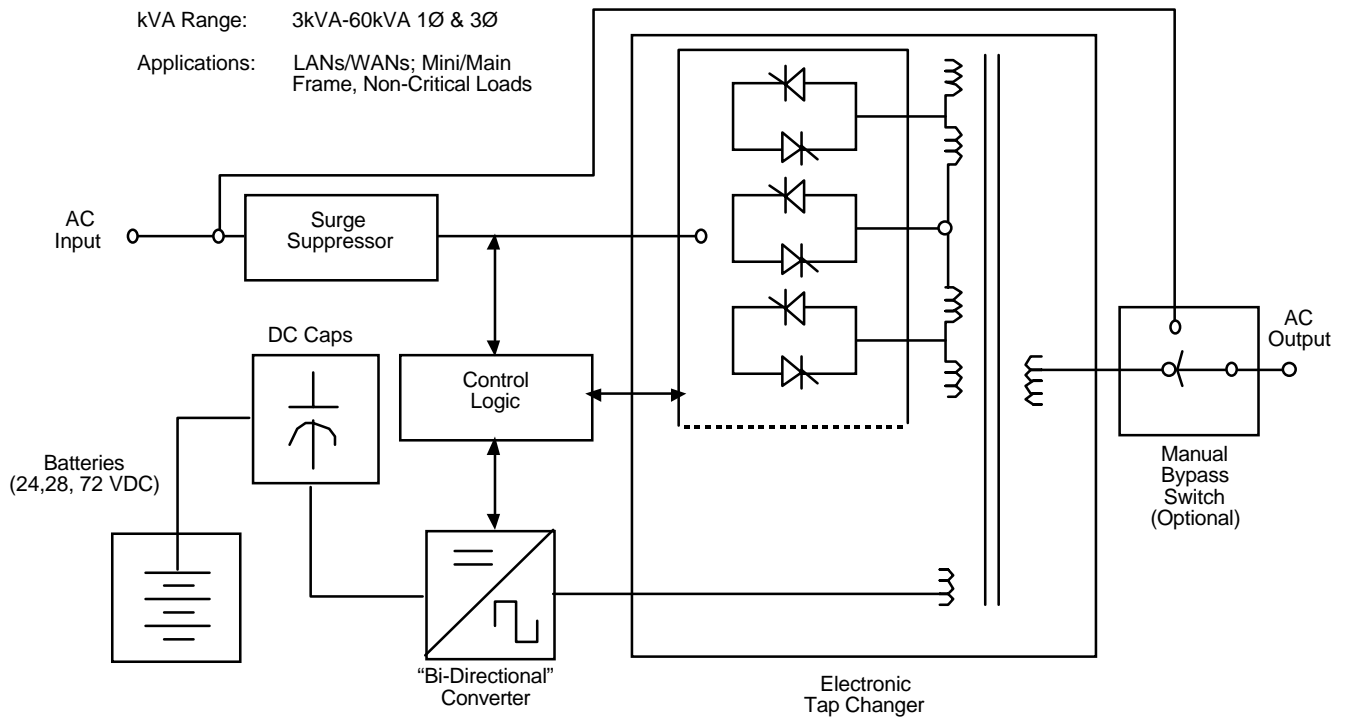 kVA Range: 3kVA-60kVA 1Ø & 3Ø
Applications: LANs/WANs; Mini/Main
Frame, Non-Critical Loads
AC
Input
Surge
Suppressor
DC Caps
Control
Logic
Batteries
(24,28, 72 VDC)
“Bi-Directional”
Converter
Electronic
Tap Changer
AC
Output
Manual
Bypass
Switch
(Optional)